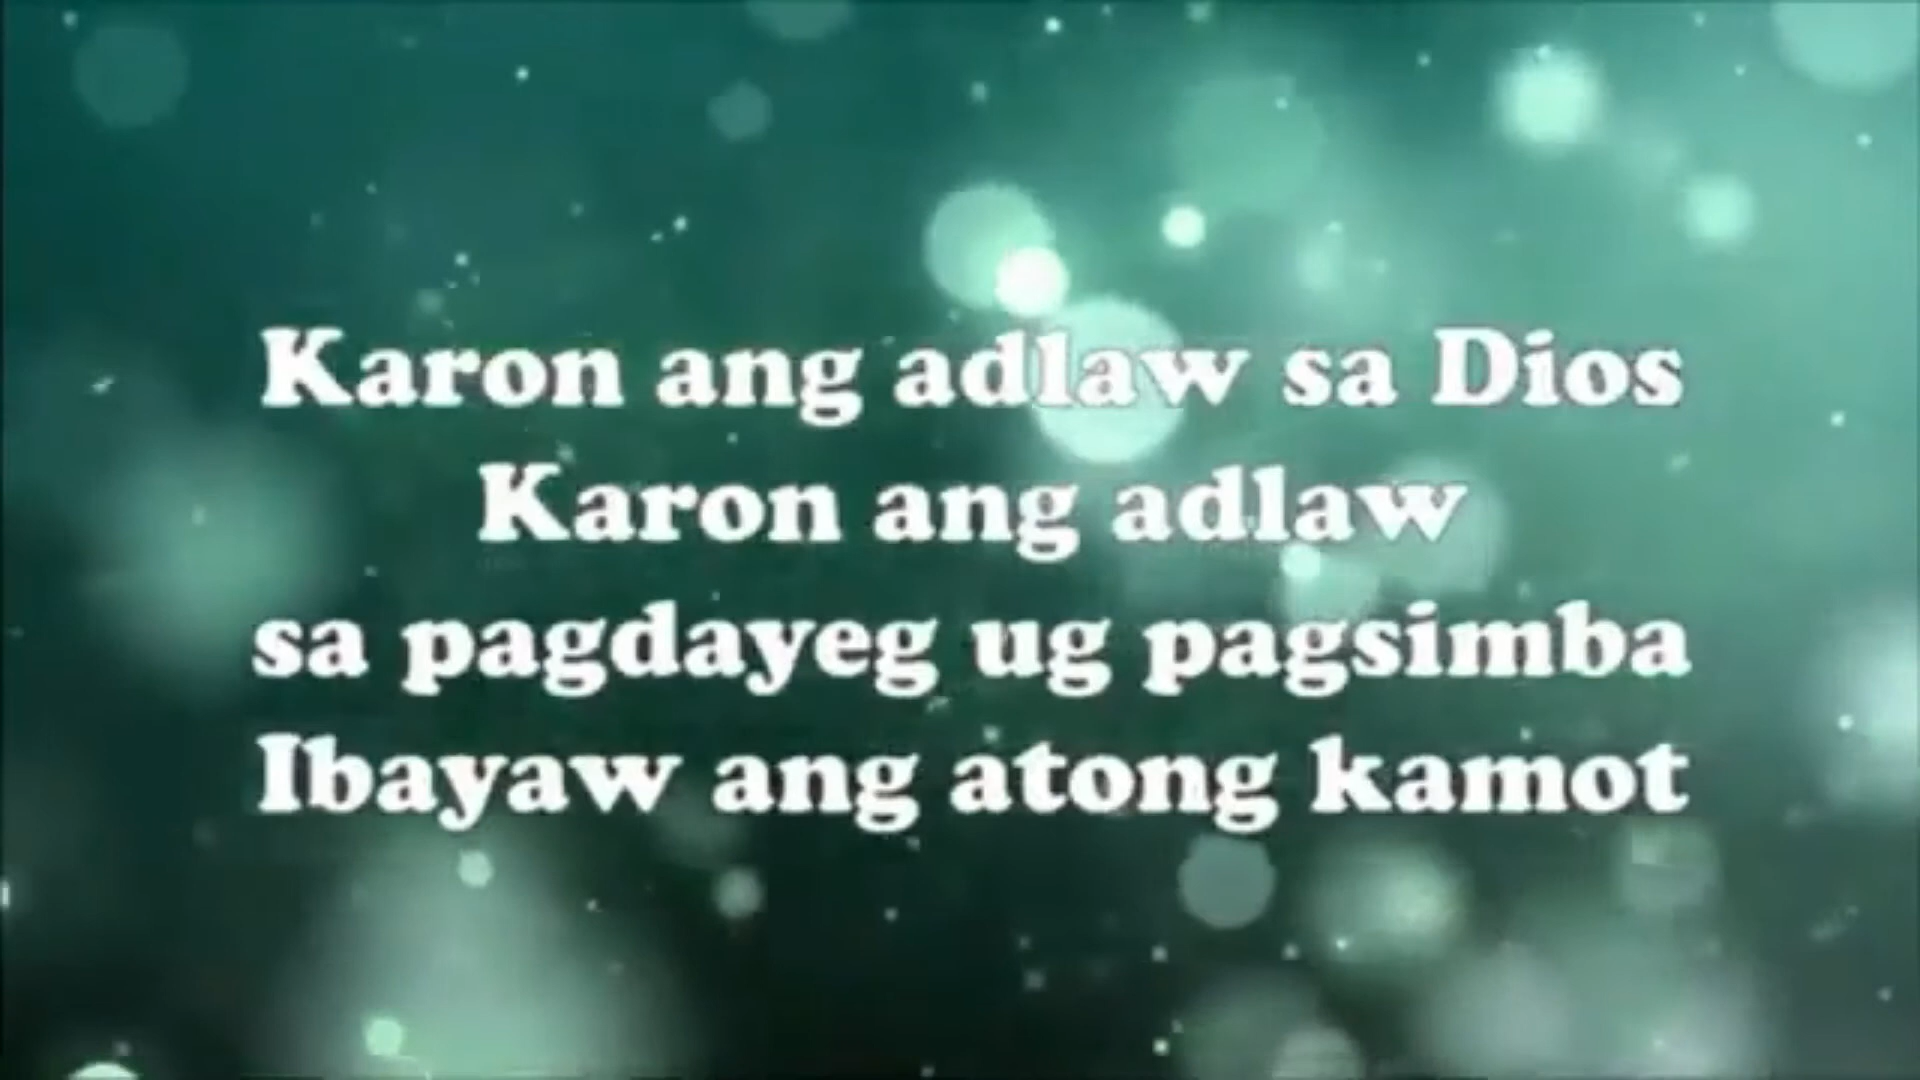 Karon ang adlaw sa Dios
Karon ang adlaw
sa pagdayeg ug pagsimba
Ibayaw ang atong kamot